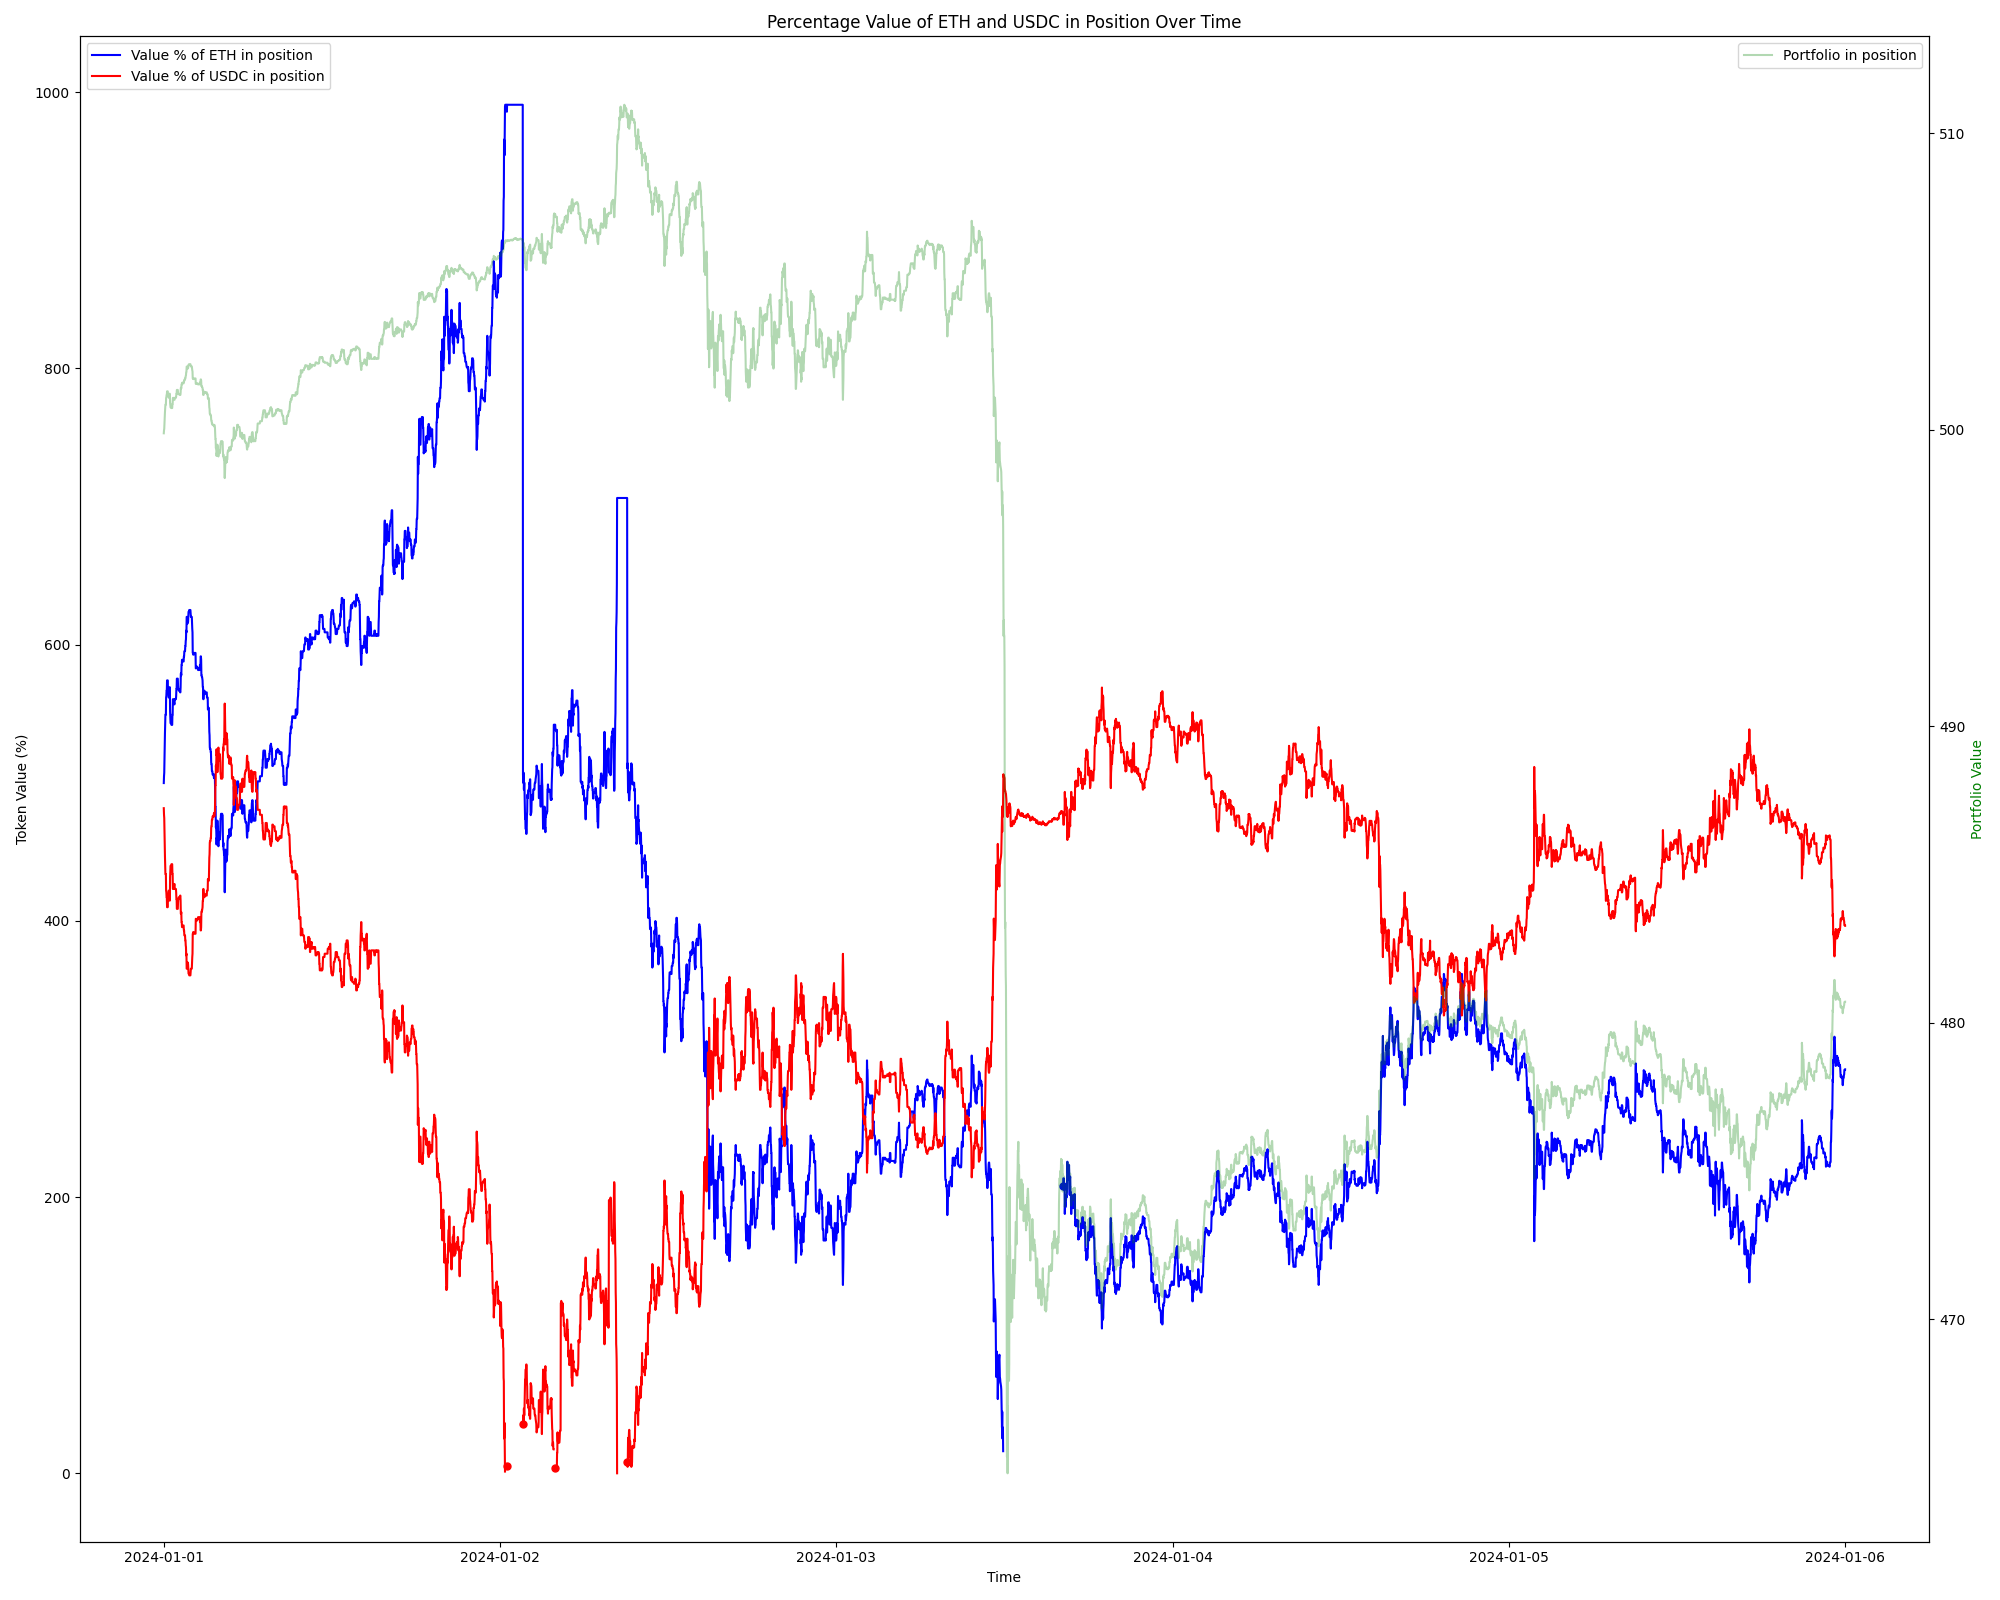 Percentage Value of ETH and USDC in Position Over Time
Value % of ETH in position
Value % of USDC in position
Portfolio in position
1000
800
600
400
200
0
Token Value (%)
510
500
490
480
470
Portfolio Value
2024-01-01
2024-01-02
2024-01-03
2024-01-04
2024-01-05
2024-01-06
Time